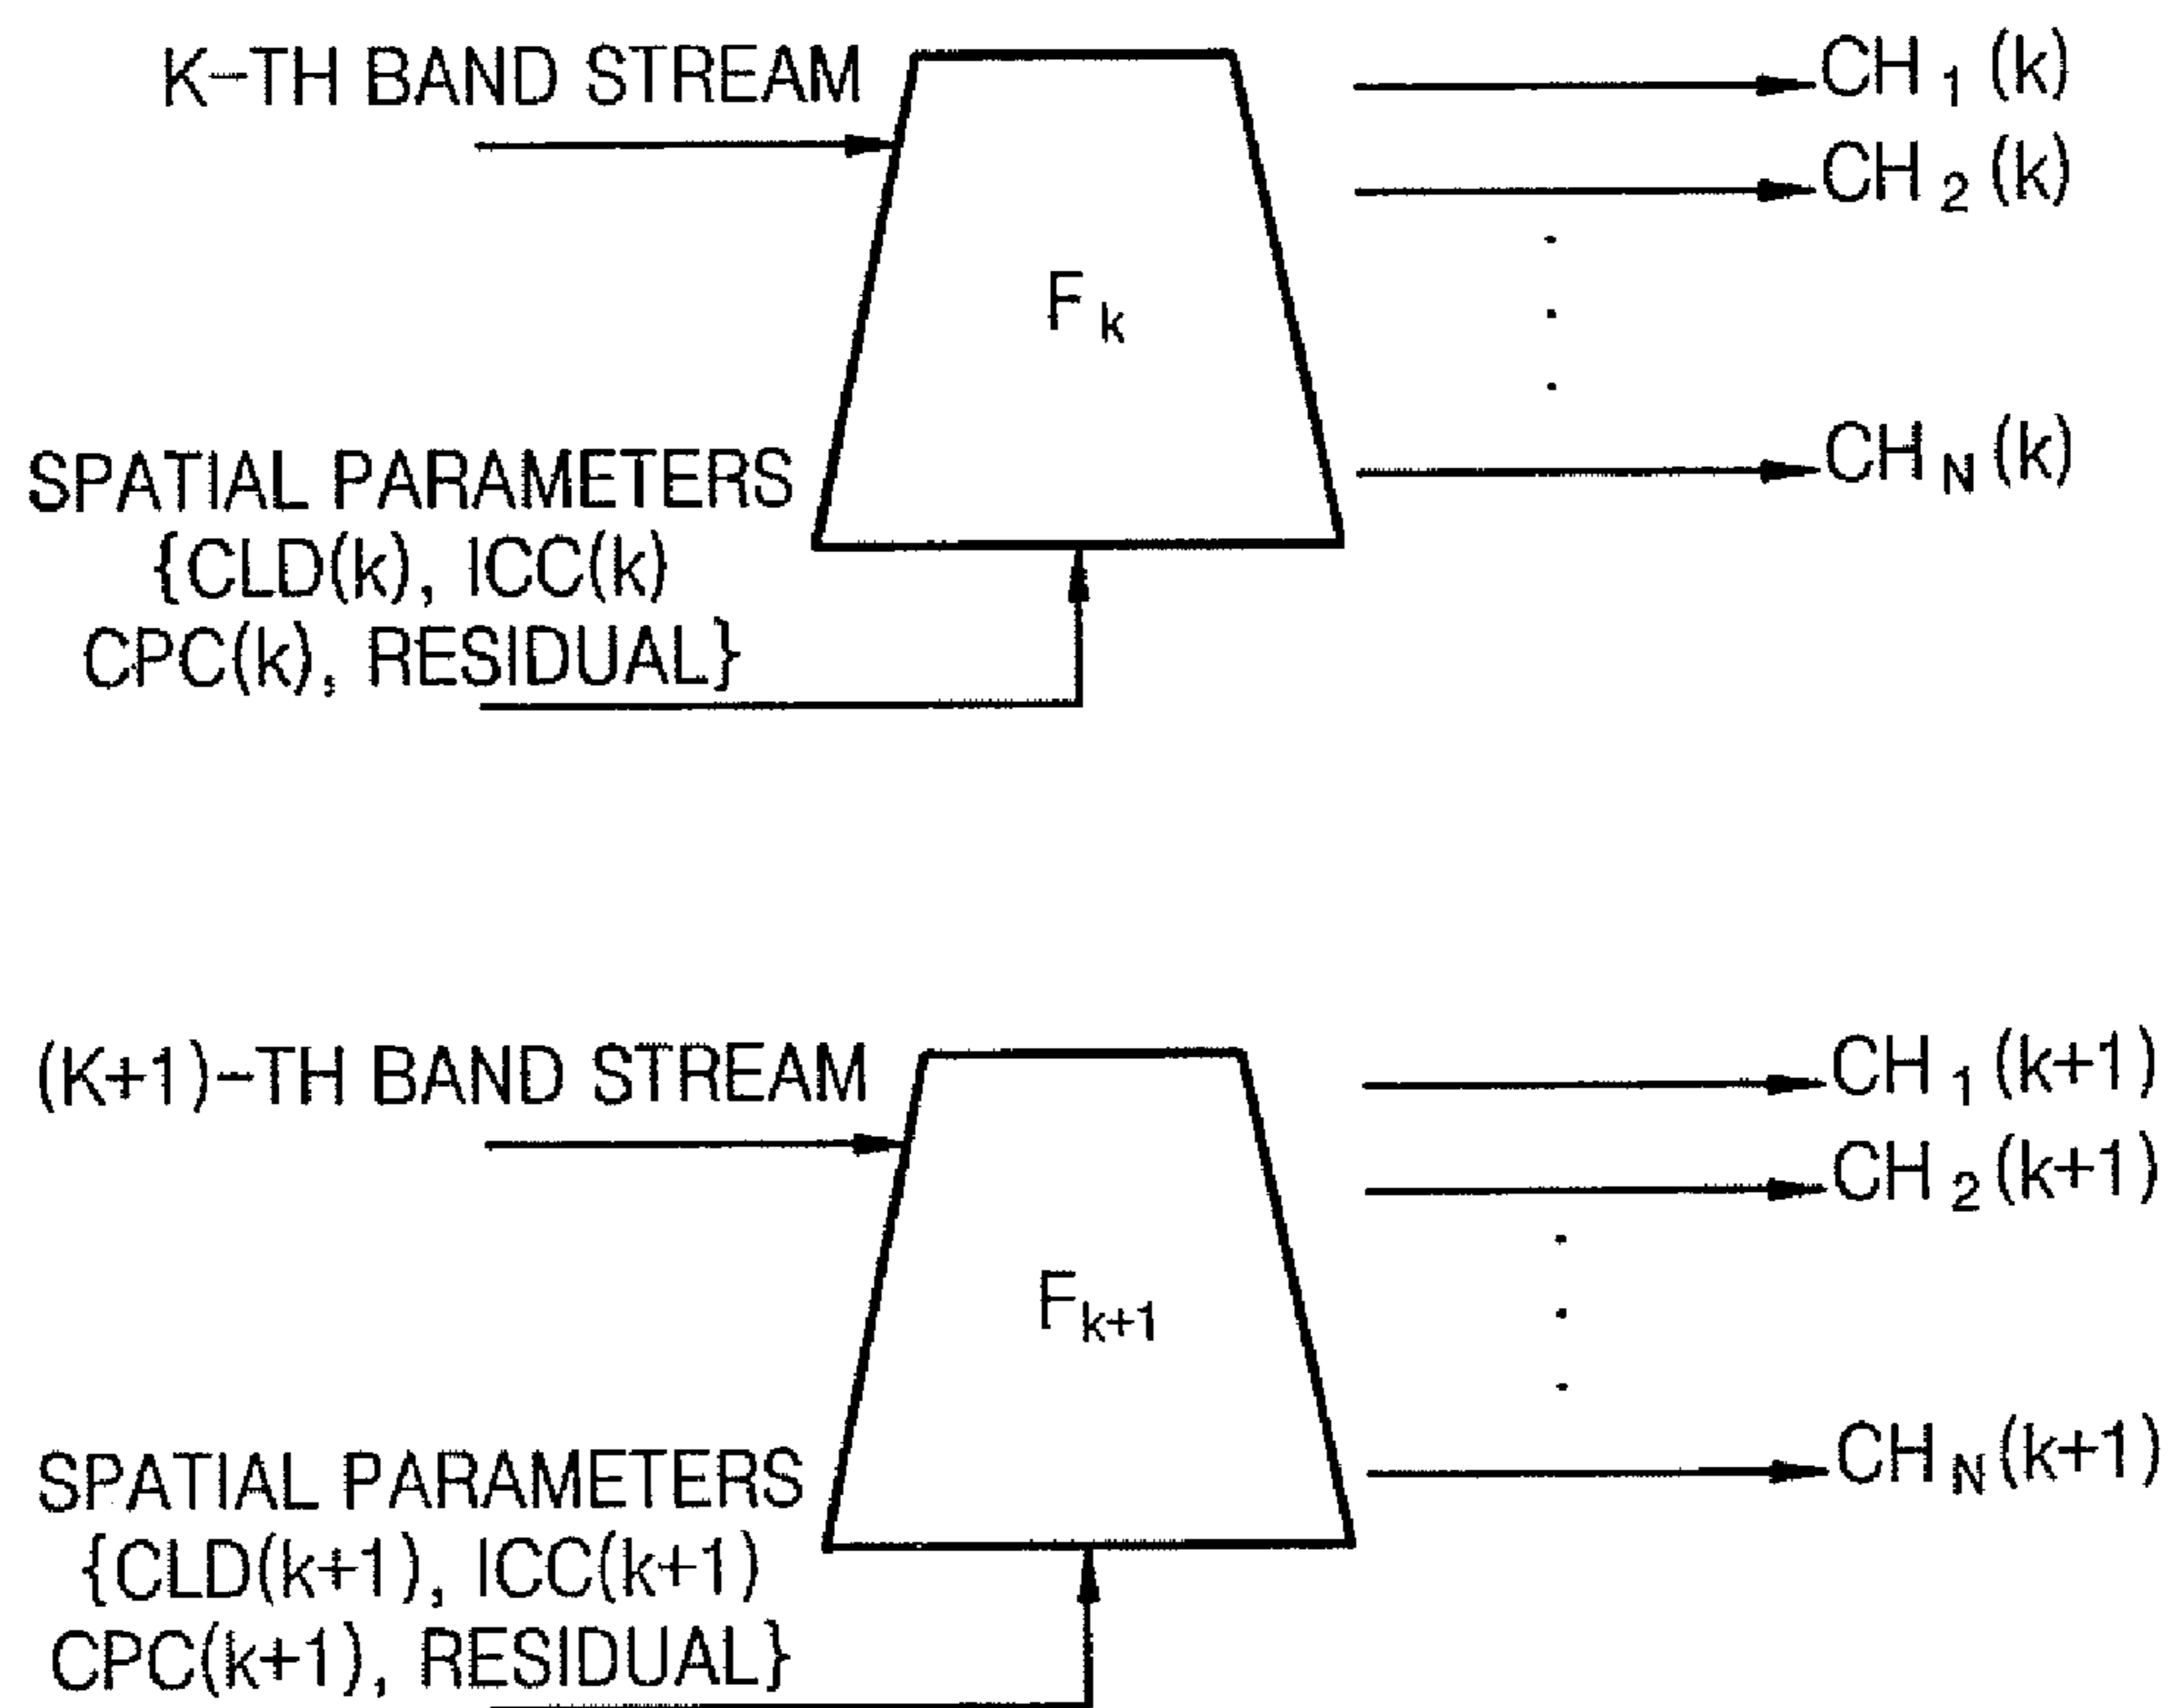 K-TH BAND STREAM
CH 1 (k)
CH 2 (k)
F k
CH N (k)
SPATIAL PARAMETERS
{CLD(k), ICC(k)
CPC(k), RESIDUAL}
(K+1)-TH BAND STREAM
CH 1 (k+1)
CH 2 (k+1)
F k+1
CH N (k+1)
SPATIAL PARAMETERS
{CLD(k+1), ICC(k+1)
CPC(k+1), RESIDUAL}